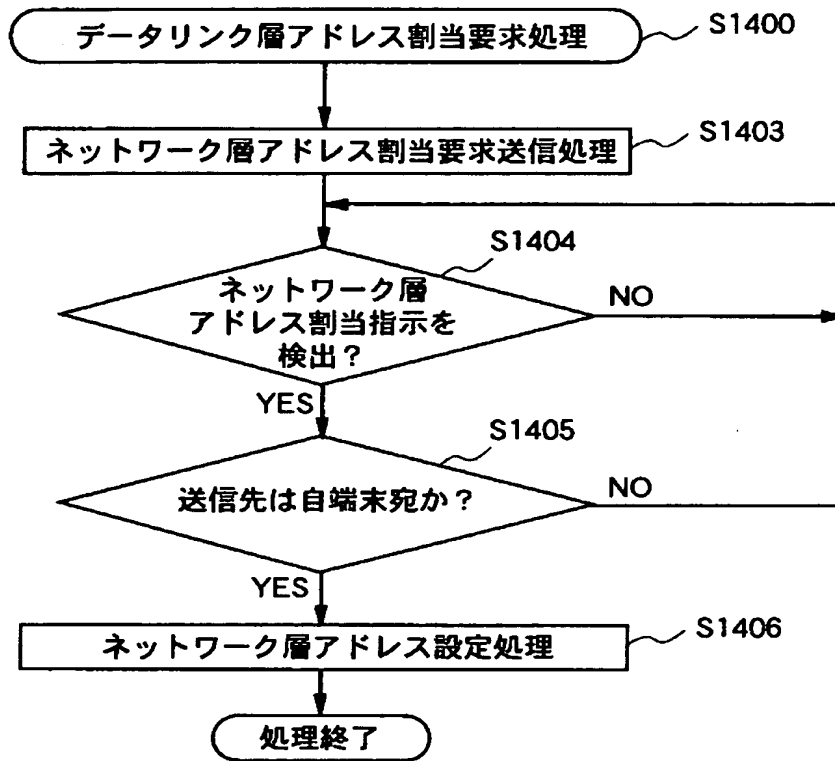 データリンク層アドレス割当要求処理
S1400
ネットワーク層アドレス割当要求送信処理
S1403
S1404
ネットワーク層
アドレス割当指示を
検出？
NO
YES
S1405
送信先は自端末宛か？
NO
YES
ネットワーク層アドレス設定処理
S1406
処理終了